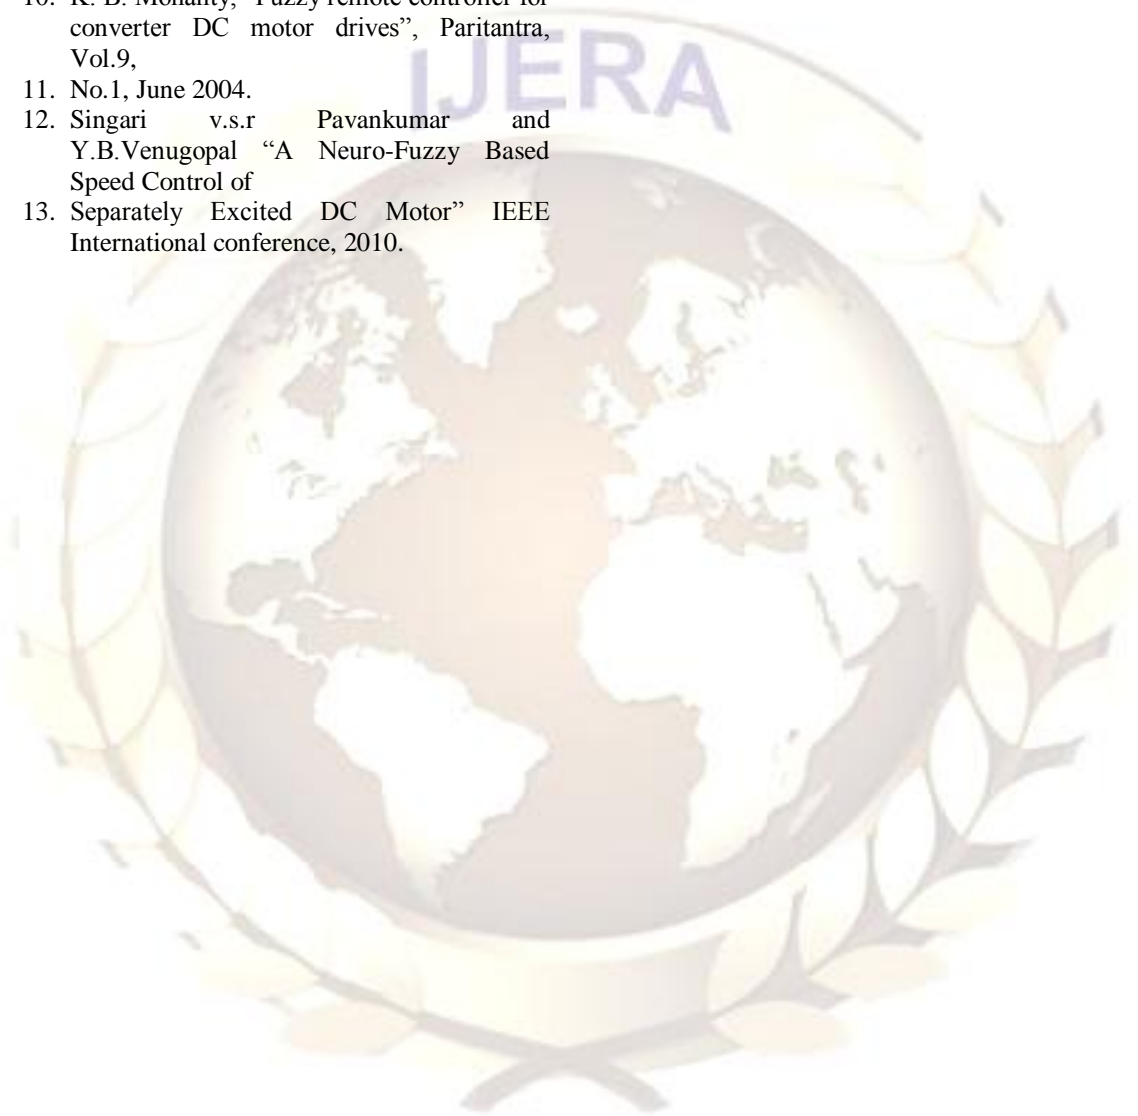 10. K. B. Mohanty, "Fuzzy remote controller for
converter DC motor drives", Paritantra,
Vol.9,
11. No.1, June 2004.
12. Singari v.s.r Pavankumar and
Y.B.Venugopal “A Neuro-Fuzzy Based
Speed Control of
13. Separately Excited DC Motor” IEEE
International conference, 2010.
IJERA